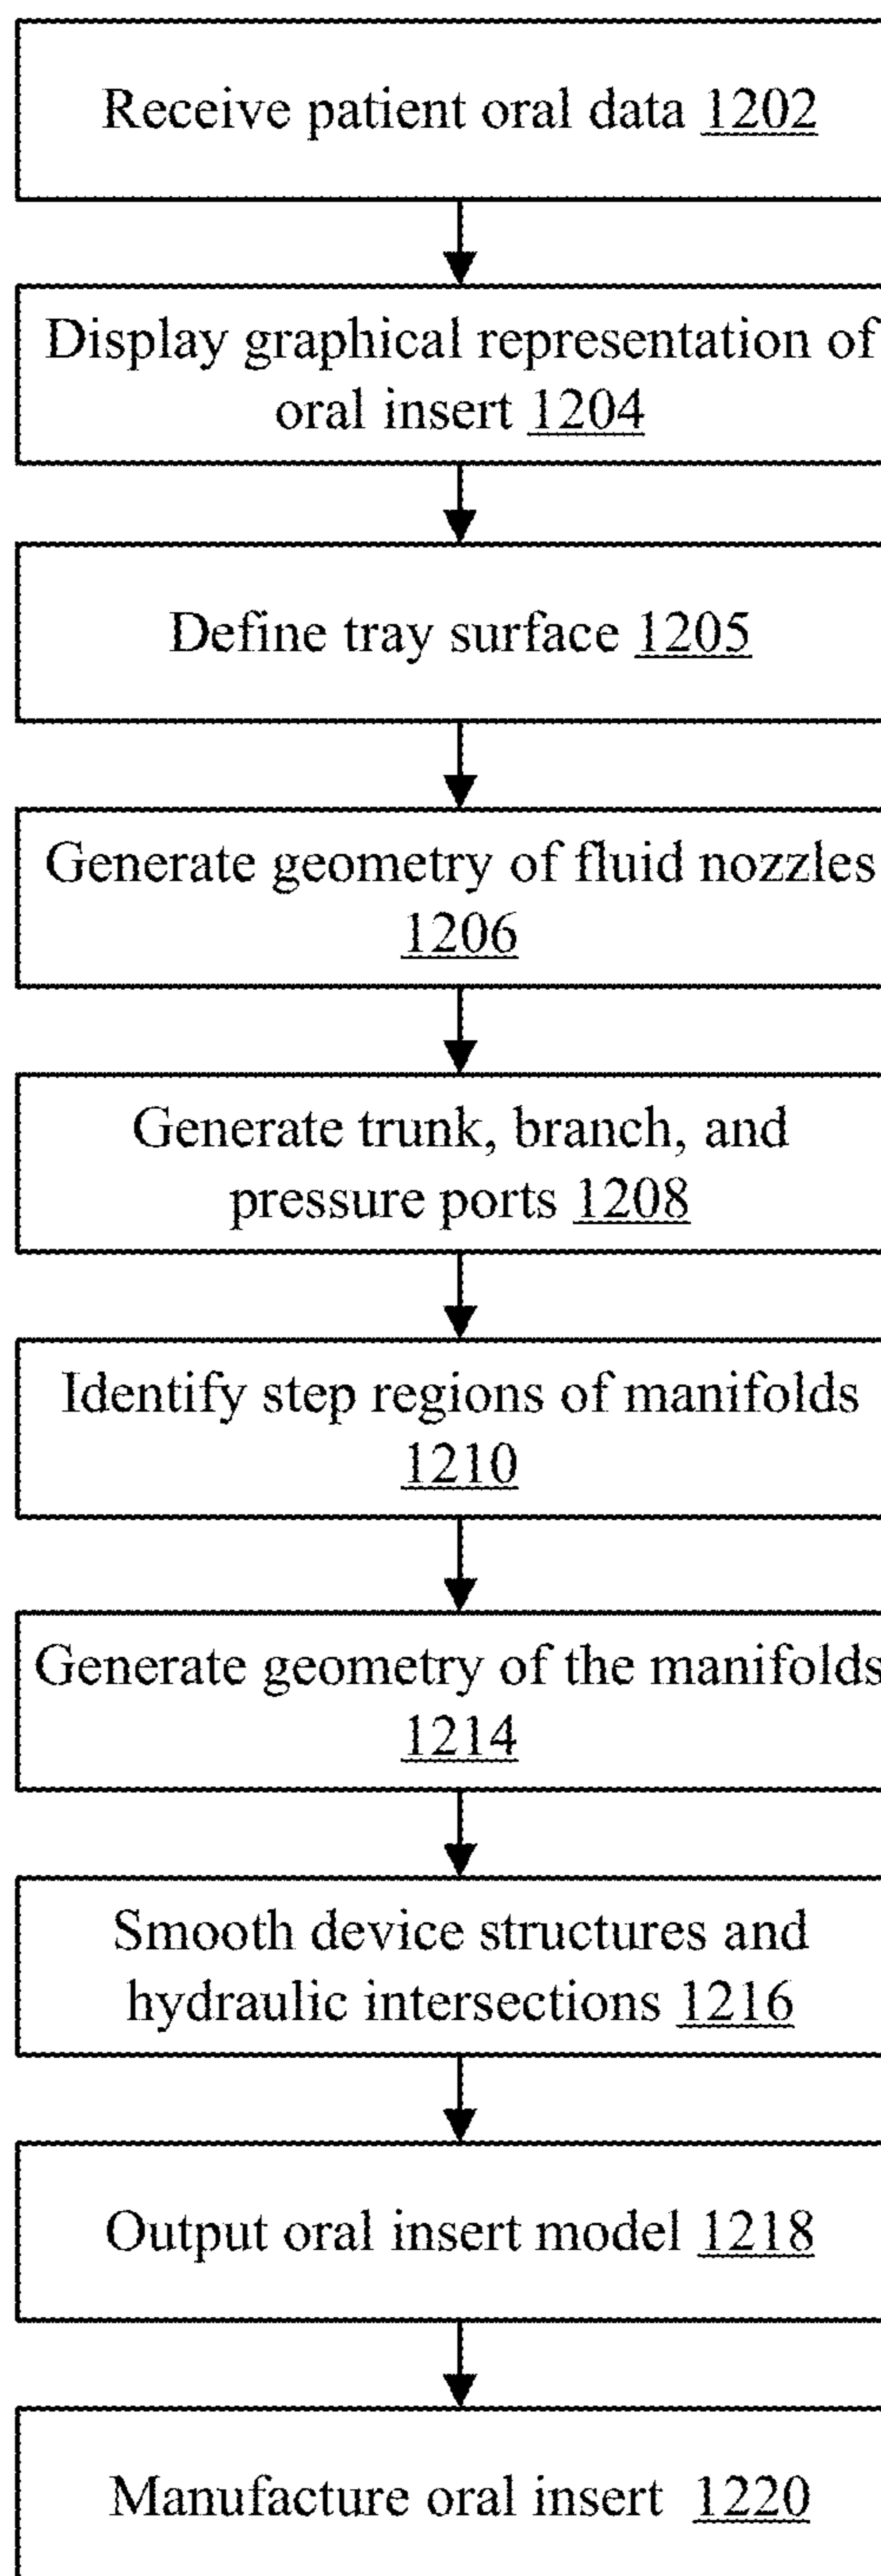 Receive patient oral data 1202
Display graphical representation of
oral insert 1204
Define tray surface 1205
Generate geometry of fluid nozzles
1206
Generate trunk, branch, and
pressure ports 1208
Identify step regions of manifolds
1210
Generate geometry of the manifolds
1214
Smooth device structures and
hydraulic intersections 1216
Output oral insert model 1218
Manufacture oral insert 1220